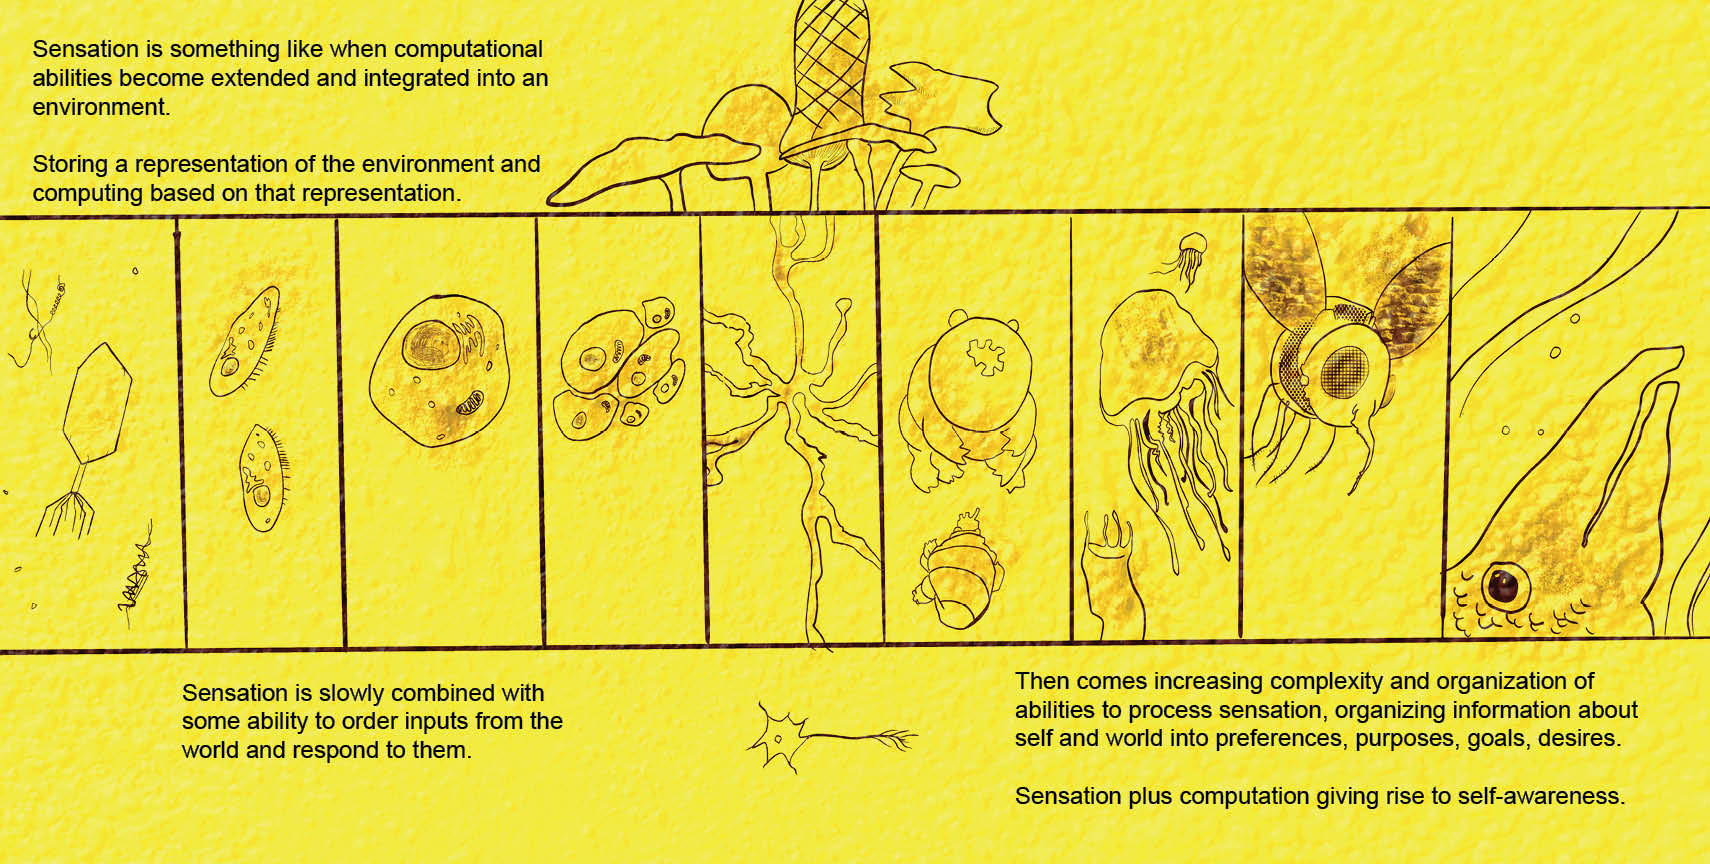 Sensation is something like when computational
abilities become extended and integrated into an
environment.
Storing a representation of the environment and
computing based on that representation.
Sensation is slowly combined with
some ability to order inputs from the
world and respond to them.
Then comes increasing complexity and organization of
abilities to process sensation, organizing information about
self and world into preferences, purposes, goals, desires.
Sensation plus computation giving rise to self-awareness.